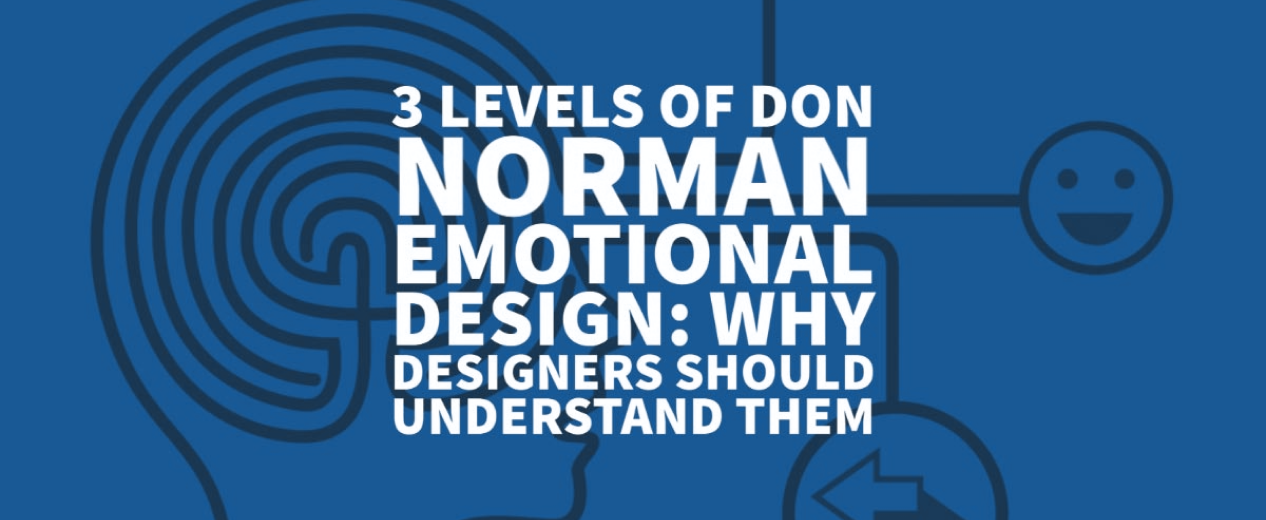 3 LEVELS OF DON
NORMAN
EMOTIONAL
DESIGN: WHY
DESIGNERS SHOULD
UNDERSTAND THEM